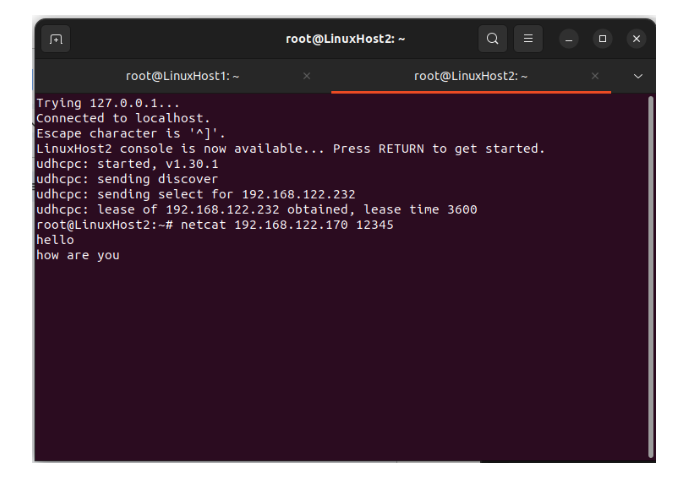 root@LinuxHost2: ~
root@LinuxHost1: ~
root@LinuxHost2: ~
Trying 127.0.0.1...
Connected to localhost.
Escape character is '^]'.
LinuxHost2 console is now available... Press RETURN to get started.
udhcpc: started, v1.30.1
udhcpc: sending discover
udhcpc: sending select for 192.168.122.232
udhcpc: lease of 192.168.122.232 obtained, lease time 3600
root@LinuxHost2:~# netcat 192.168.122.170 12345
hello
how are you